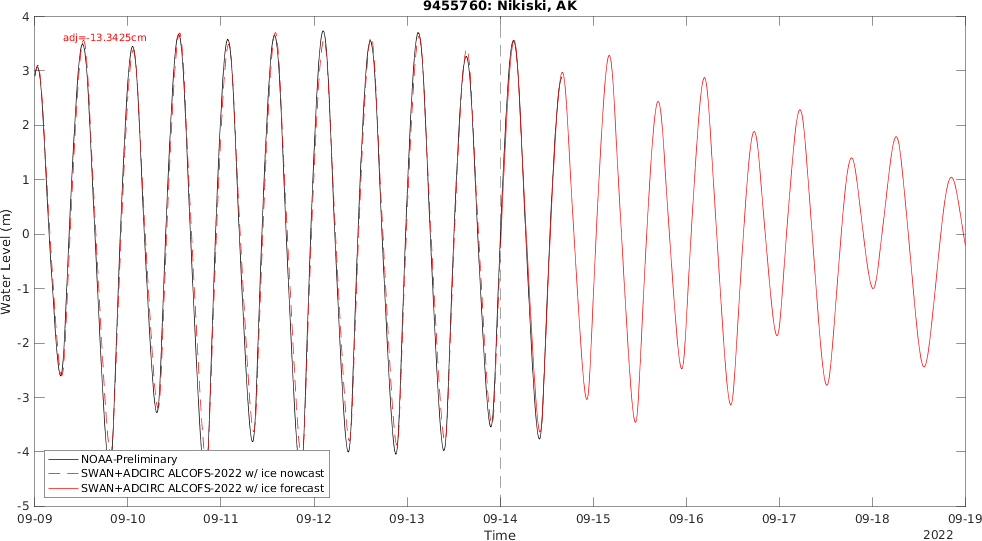 9455760: Nikiski, AK
adj=-13.3425cm
Water Level (m)
4
3
2
1
0
-1
-2
-3
-4
-5
NOAA-Preliminary
SWAN+ADCIRC ALCOFS-2022 w/ ice nowcast
SWAN+ADCIRC ALCOFS-2022 w/ ice forecast
09-09 09-10 09-11 09-12 09-13 09-14 09-15 09-16 09-17 09-18 09-19
Time
2022